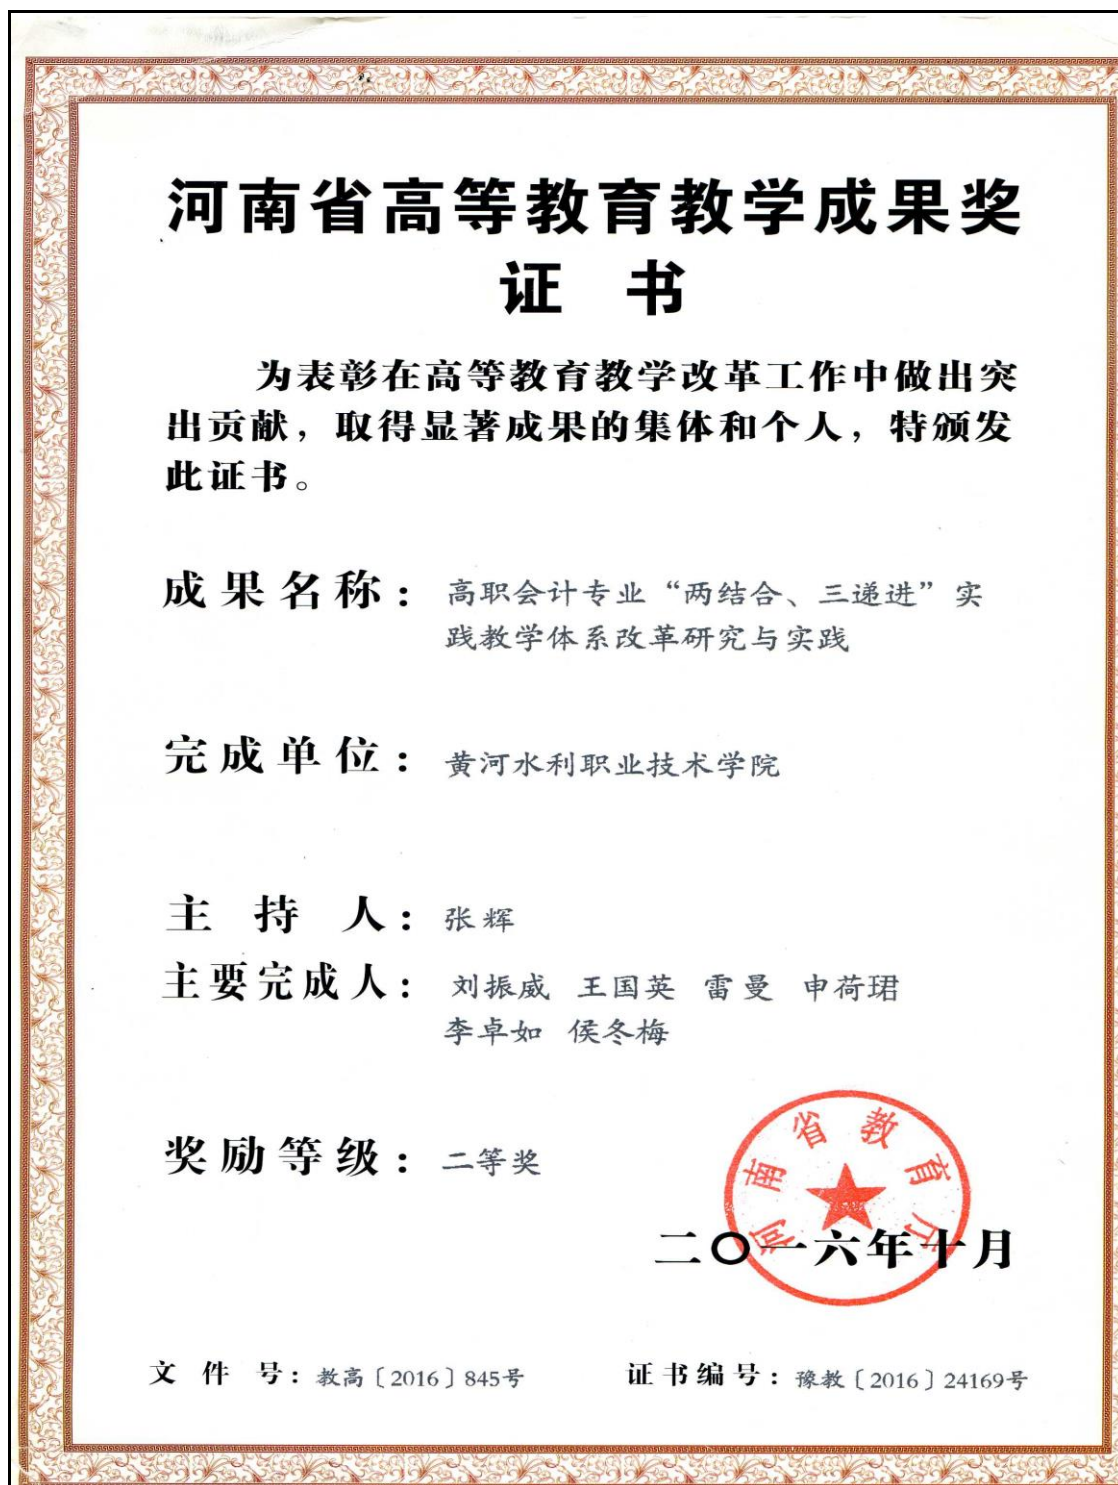 河南省高等教育教学成果奖
证 书
为表彰在高等教育教学改革工作中做出突
出贡献，取得显著成果的集体和个人，特颁发
此证书。
成果名称：高职会计专业“两结合、三递进”实
践教学体系改革研究与实践
完成单位：黄河水利职业技术学院
主 持 人：张辉
主要完成人：刘振威 王国英 雷曼 申荷珺
李卓如 侯冬梅
奖励等级：二等奖
河南省教育厅
二〇一六年十月
文 件 号：教高〔2016〕845号 证书编号：豫教〔2016〕24169号